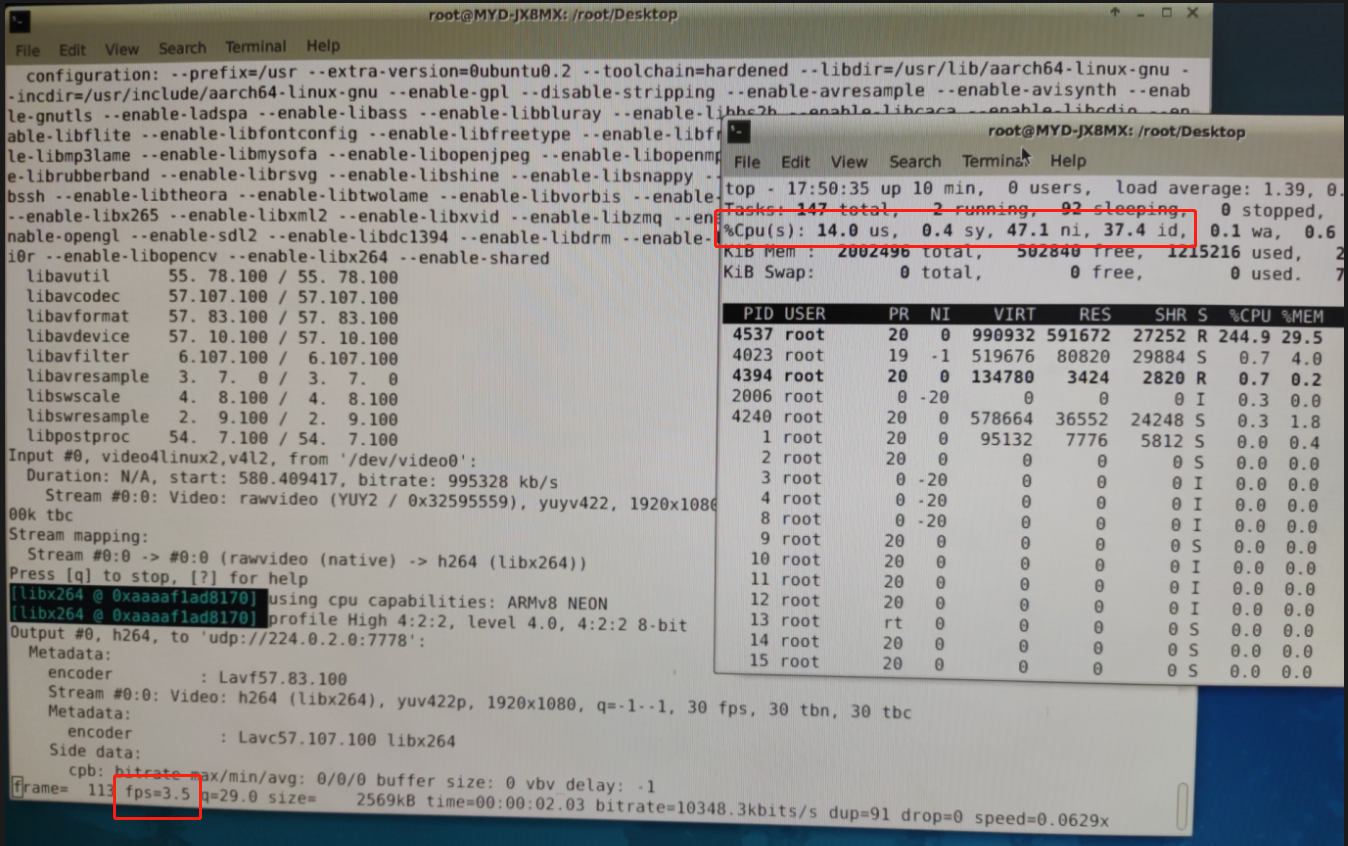 root@MYD-JX8MX: /root/Desktop
File Edit View Search Terminal Help
configuration: --prefix=/usr --extra-version=0ubuntu0.2 --toolchain=hardened --libdir=/usr/lib/aarch64-linux-gnu -
-incdir=/usr/include/aarch64-linux-gnu --enable-gpl --disable-stripping --enable-avresample --enable-avisynth --enab
le-gnutls --enable-ladspa --enable-libass --enable-libbluray --enable-libbs2b --enable-libcaca --enable-libcdio --en
able-libflite --enable-libfontconfig --enable-libfreetype --enable-libfr
le-libmp3lame --enable-libmysofa --enable-libopenjpeg --enable-libopenmp
e-librubberband --enable-librsvg --enable-libshine --enable-libsnappy --
bssh --enable-libtheora --enable-libtwolame --enable-libvorbis --enable-
--enable-libx265 --enable-libxml2 --enable-libxvid --enable-libzmq --en
nable-opengl --enable-sdl2 --enable-libdc1394 --enable-libdrm --enable-
i0r --enable-libopencv --enable-libx264 --enable-shared
libavutil 55. 78.100 / 55. 78.100
libavcodec 57.107.100 / 57.107.100
libavformat 57. 83.100 / 57. 83.100
libavdevice 57. 10.100 / 57. 10.100
libavfilter 6.107.100 / 6.107.100
libavresample 3. 7. 0 / 3. 7. 0
libswscale 4. 8.100 / 4. 8.100
libswresample 2. 9.100 / 2. 9.100
libpostproc 54. 7.100 / 54. 7.100
Input #0, video4linux2,v4l2, from '/dev/video0':
Duration: N/A, start: 580.409417, bitrate: 995328 kb/s
Stream #0:0: Video: rawvideo (YUY2 / 0x32595559), yuyv422, 1920x1080
00k tbc
Stream mapping:
Stream #0:0 -> #0:0 (rawvideo (native) -> h264 (libx264))
Press [q] to stop, [?] for help
[libx264 @ 0xaaaaf1ad8170] using cpu capabilities: ARMv8 NEON
[libx264 @ 0xaaaaf1ad8170] profile High 4:2:2, level 4.0, 4:2:2 8-bit
Output #0, h264, to 'udp://224.0.2.0:7778':
Metadata:
encoder : Lavf57.83.100
Stream #0:0: Video: h264 (libx264), yuv422p, 1920x1080, q=-1--1, 30 fps, 30 tbn, 30 tbc
Metadata:
encoder : Lavc57.107.100 libx264
Side data:
cpb: bitrate max/min/avg: 0/0/0 buffer size: 0 vbv_delay: -1
frame= 113 fps=3.5 q=29.0 size= 2569kB time=00:00:02.03 bitrate=10348.3kbits/s dup=91 drop=0 speed=0.0629x
root@MYD-JX8MX: /root/Desktop
File Edit View Search Terminal Help
top - 17:50:35 up 10 min, 0 users, load average: 1.39, 0.
Tasks: 147 total, 2 running, 92 sleeping, 0 stopped,
%Cpu(s): 14.0 us, 0.4 sy, 47.1 ni, 37.4 id, 0.1 wa, 0.6
KiB Mem : 2002496 total, 502840 free, 1215216 used, 2
KiB Swap: 0 total, 0 free, 0 used. 7
PID USER PR NI VIRT RES SHR S %CPU %MEM
4537 root 20 0 990932 591672 27252 R 244.9 29.5
4023 root 19 -1 519676 80820 29884 S 0.7 4.0
4394 root 20 0 134780 3424 2820 R 0.7 0.2
2006 root 0 -20 0 0 0 I 0.3 0.0
4240 root 20 0 578664 36552 24248 S 0.3 1.8
1 root 20 0 95132 7776 5812 S 0.0 0.4
2 root 20 0 0 0 0 S 0.0 0.0
3 root 0 -20 0 0 0 I 0.0 0.0
4 root 0 -20 0 0 0 I 0.0 0.0
8 root 0 -20 0 0 0 I 0.0 0.0
9 root 20 0 0 0 0 S 0.0 0.0
10 root 20 0 0 0 0 I 0.0 0.0
11 root 20 0 0 0 0 I 0.0 0.0
12 root 20 0 0 0 0 I 0.0 0.0
13 root rt 0 0 0 0 S 0.0 0.0
14 root 20 0 0 0 0 S 0.0 0.0
15 root 20 0 0 0 0 S 0.0 0.0